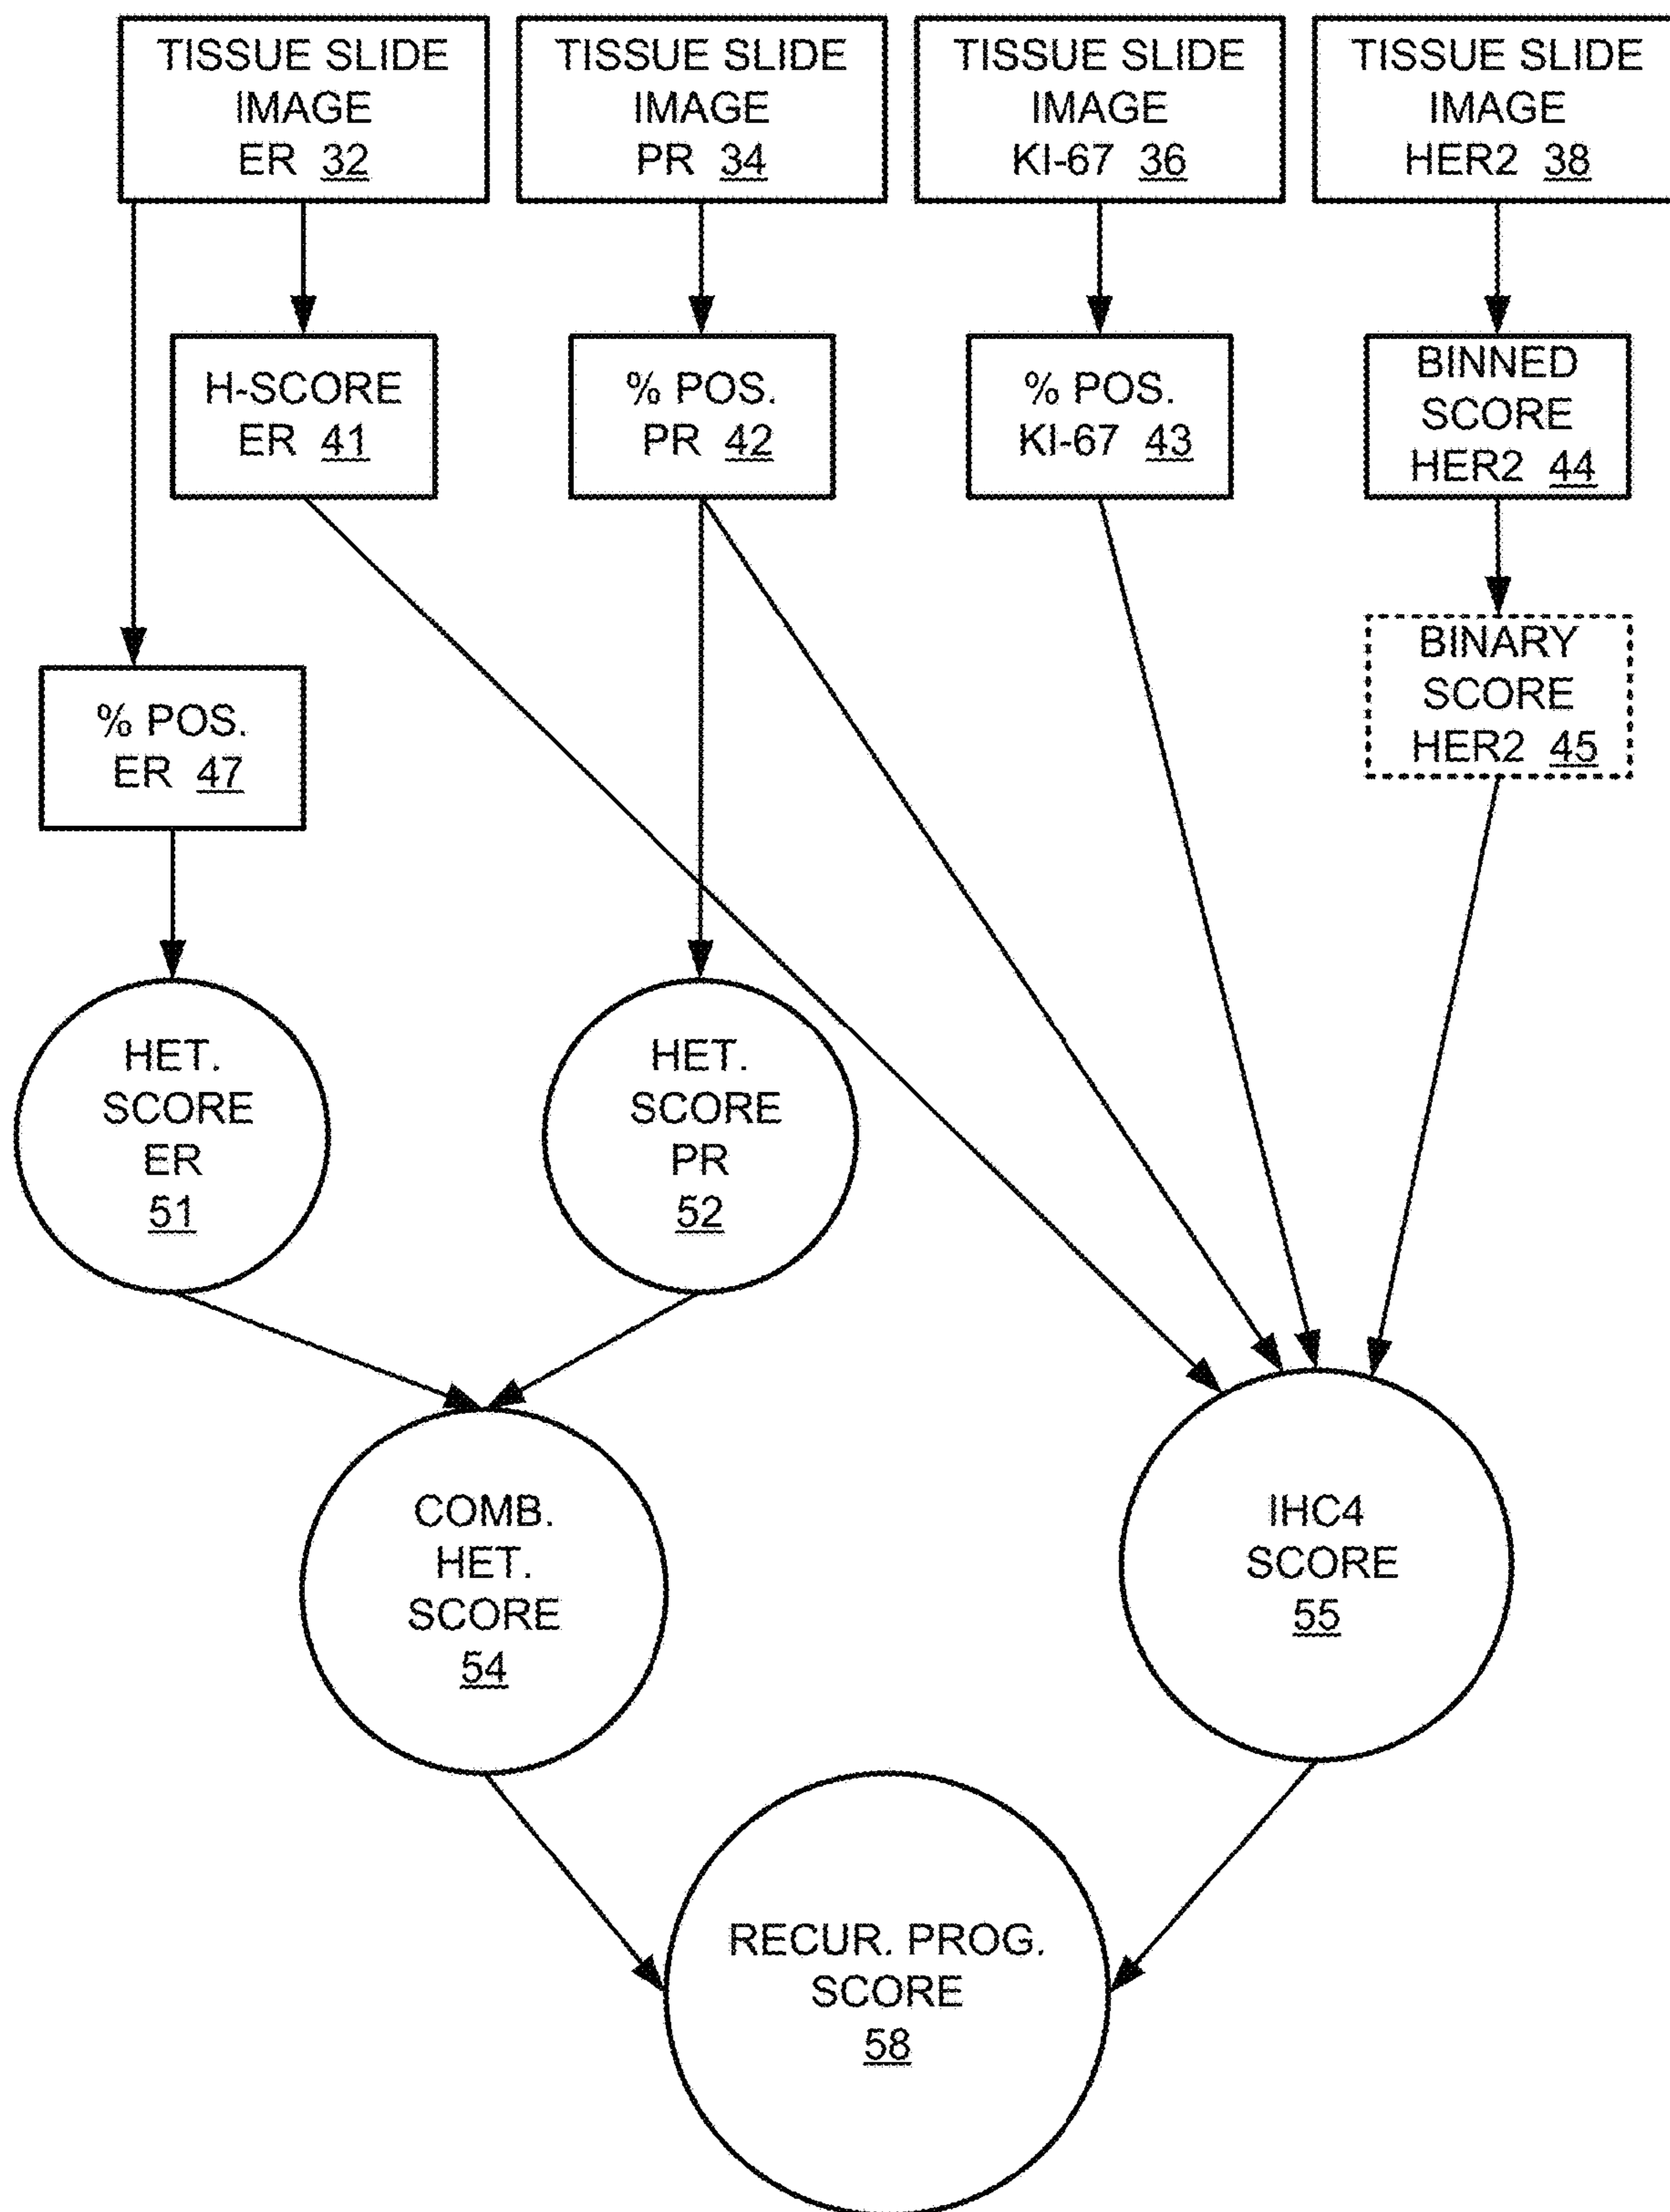 TISSUE SLIDE
IMAGE
ER 32
TISSUE SLIDE
IMAGE
PR 34
TISSUE SLIDE
IMAGE
KI-67 36
TISSUE SLIDE
IMAGE
HER2 38
H-SCORE
ER 41
% POS.
PR 42
% POS.
KI-67 43
BINNED
SCORE
HER2 44
BINARY
SCORE
HER2 45
% POS.
ER 47
HET.
SCORE
ER
51
HET.
SCORE
PR
52
COMB.
HET.
SCORE
54
IHC4
SCORE
55
RECUR. PROG.
SCORE
58